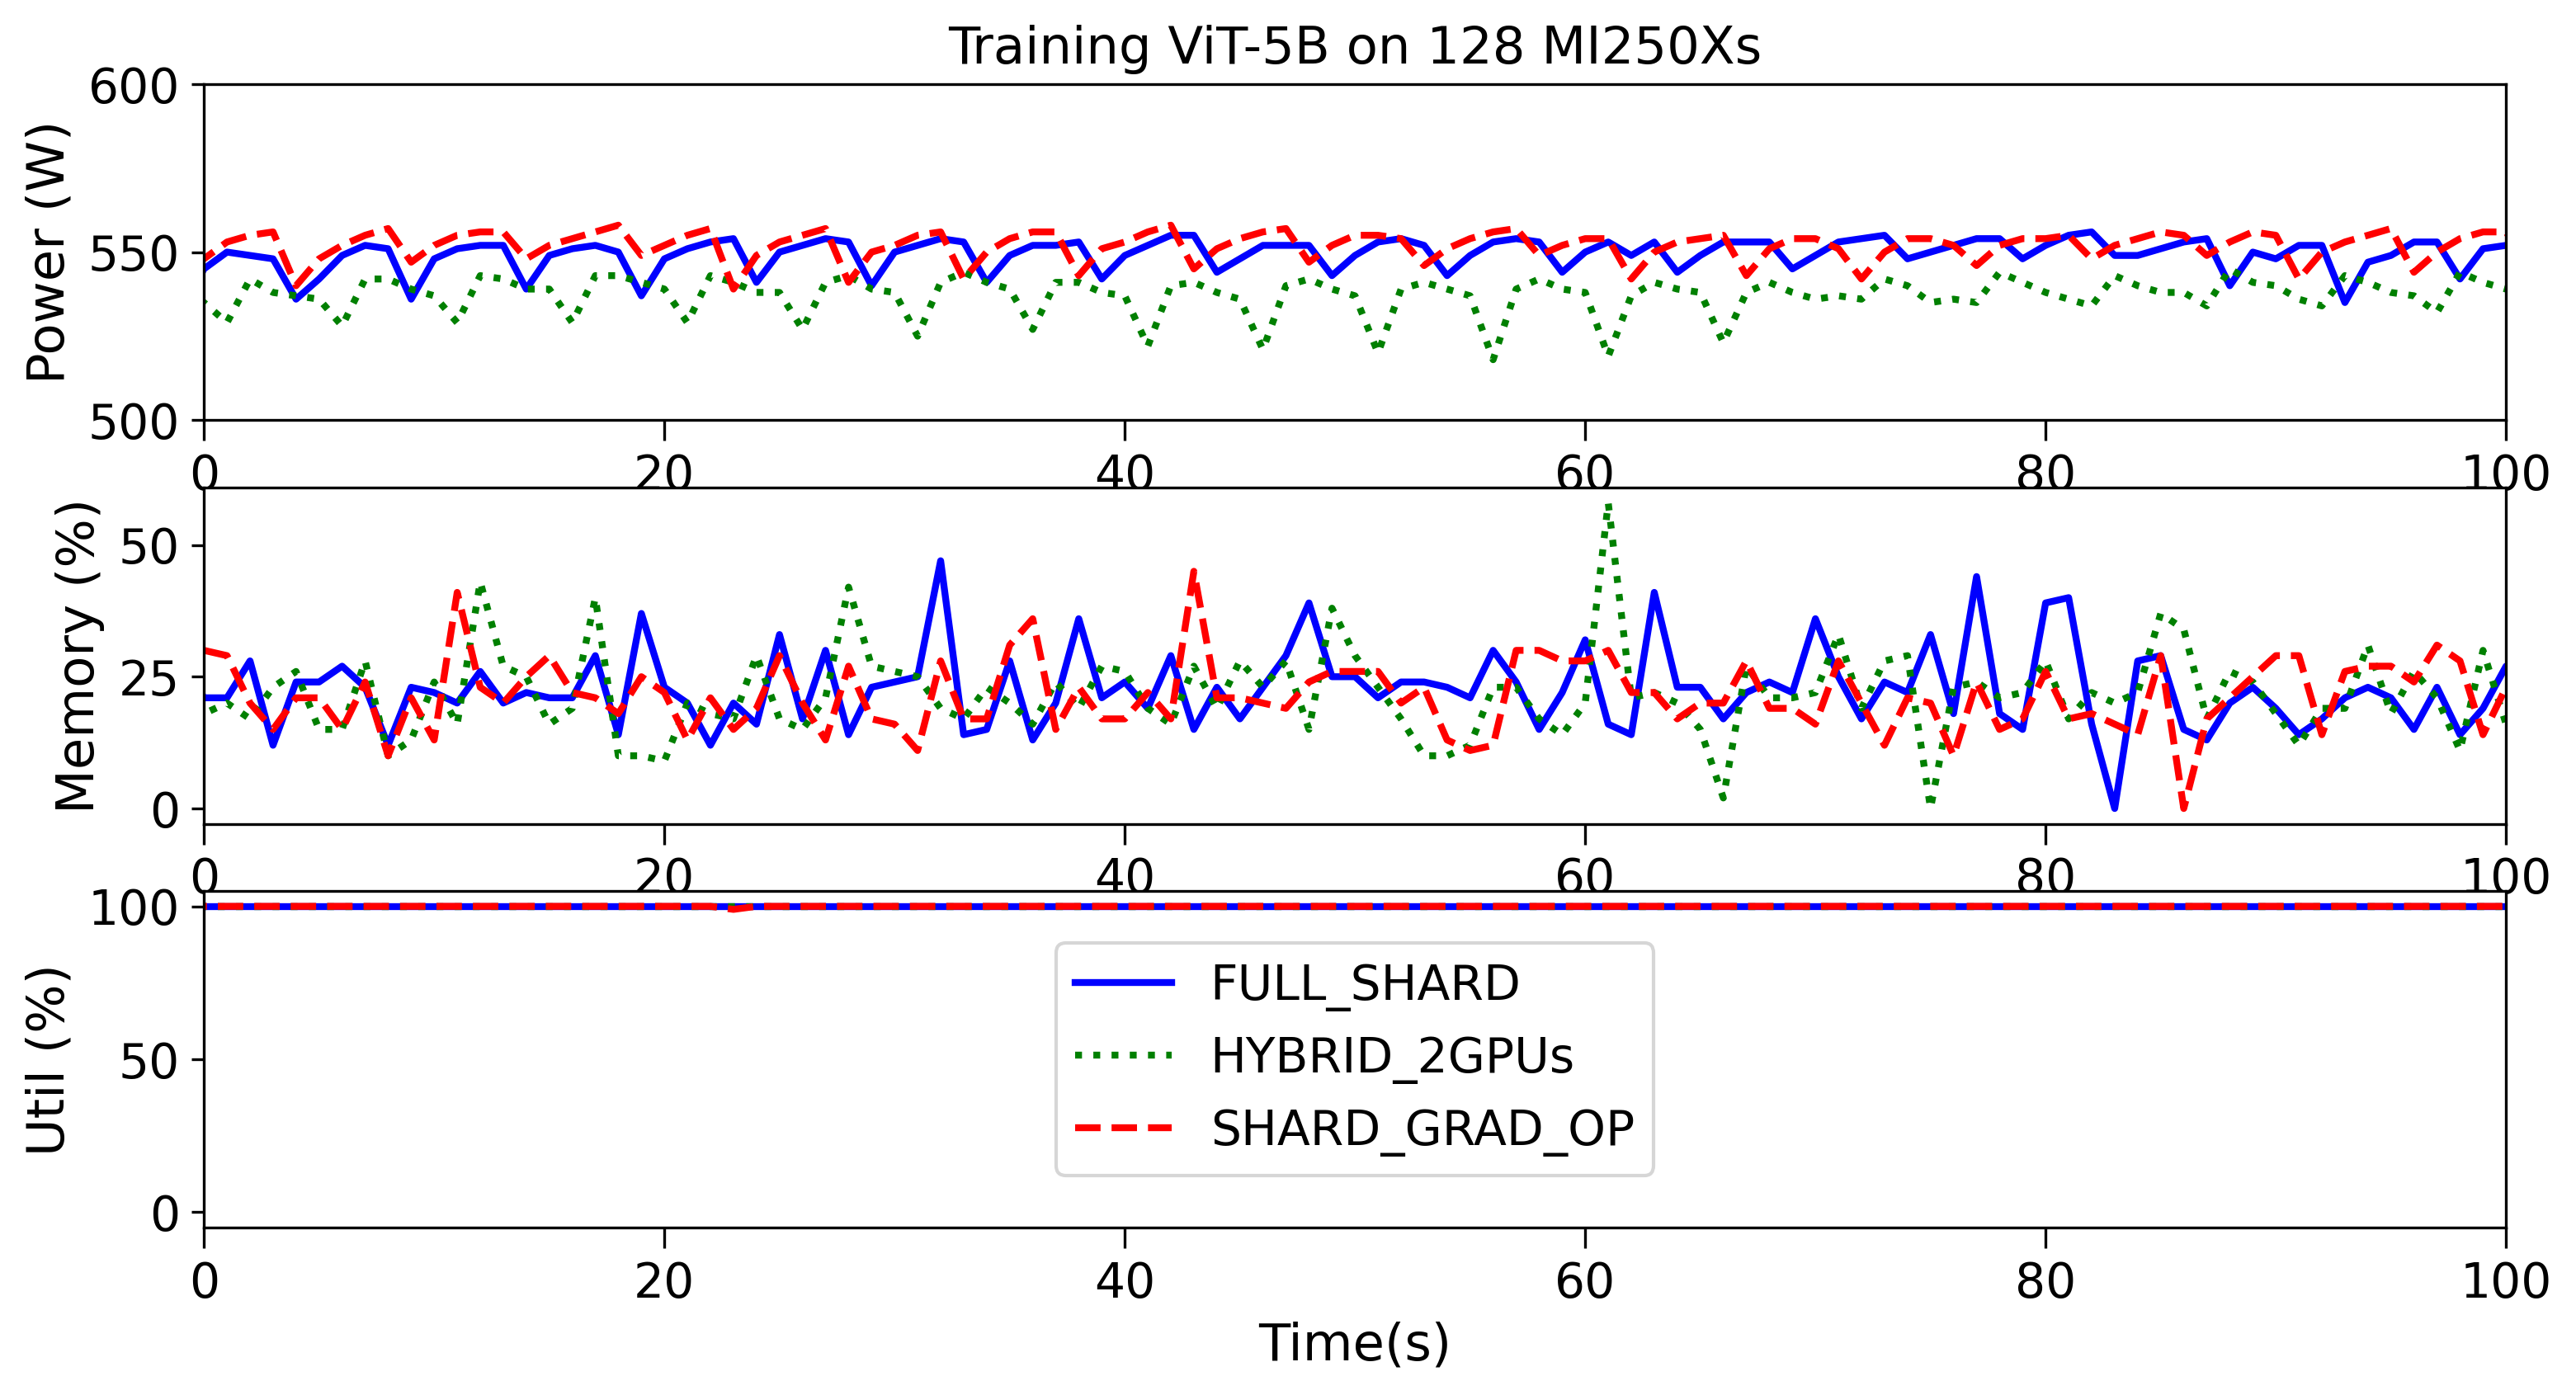 Training ViT-5B on 128 MI250Xs
Power (W)
600
550
500
0 20 40 60 80 100
Memory (%)
50
25
0
0 20 40 60 80 100
Util (%)
100
50
0
FULL_SHARD
HYBRID_2GPUs
SHARD_GRAD_OP
0 20 40 60 80 100
Time(s)